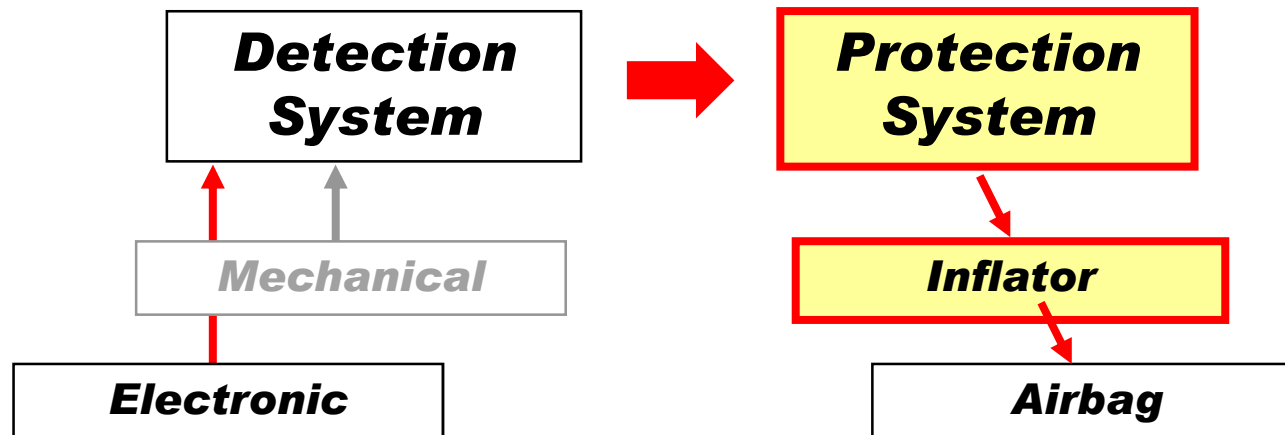 Detection
System
Protection
System
Mechanical
Inflator
Electronic
Airbag